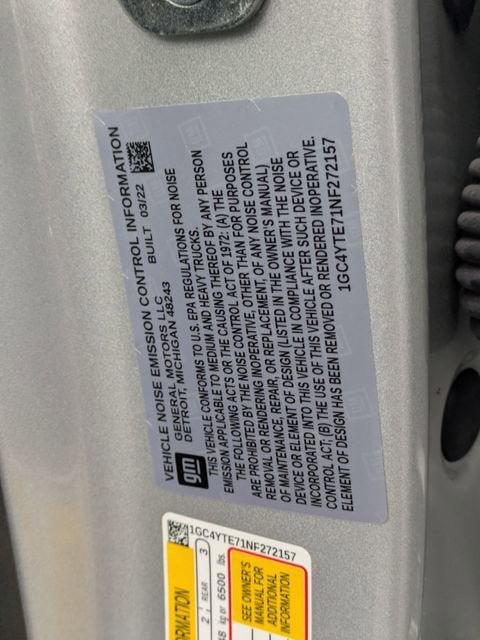 VEHICLE NOISE EMISSION CONTROL INFORMATION
GENERAL MOTORS LLC BUILT 03/22
DETROIT, MICHIGAN 48243
gm
THIS VEHICLE CONFORMS TO U.S. EPA REGULATIONS FOR NOISE
EMISSION APPLICABLE TO MEDIUM AND HEAVY TRUCKS.
THE FOLLOWING ACTS OR THE CAUSING THEREOF BY ANY PERSON
ARE PROHIBITED BY THE NOISE CONTROL ACT OF 1972: (A) THE
REMOVAL OR RENDERING INOPERATIVE, OTHER THAN FOR PURPOSES
OF MAINTENANCE, REPAIR, OR REPLACEMENT, OF ANY NOISE CONTROL
DEVICE OR ELEMENT OF DESIGN (LISTED IN THE OWNER'S MANUAL)
INCORPORATED INTO THIS VEHICLE IN COMPLIANCE WITH THE NOISE
CONTROL ACT; (B) THE USE OF THIS VEHICLE AFTER SUCH DEVICE OR
ELEMENT OF DESIGN HAS BEEN REMOVED OR RENDERED INOPERATIVE.
1GC4YTE71NF272157
1GC4YTE71NF272157
REAR 3
2
kg or 6500 lbs.
SEE OWNER'S
MANUAL FOR
ADDITIONAL
INFORMATION